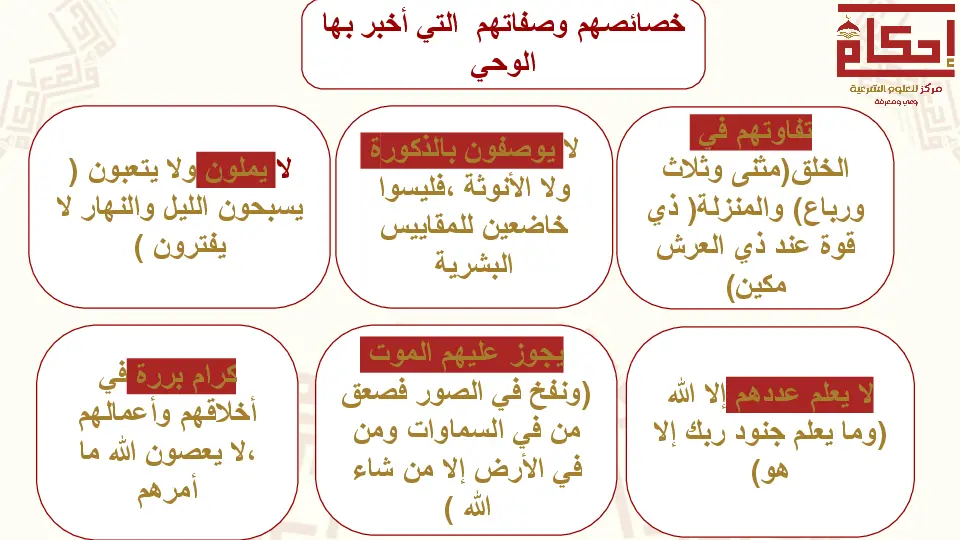 خصائصهم وصفاتهم التي أخبر بها
الوحي
إحكام
مركز للعلوم الشرعية
وعي ومعرفة
تفاوتهم في
الخلق(مثنى وثلاث
ورباع) والمنزلة( ذي
قوة عند ذي العرش
مكين)
لا يوصفون بالذكورة
ولا الأنوثة ،فليسوا
خاضعين للمقاييس
البشرية
لا يملون ولا يتعبون (
يسبحون الليل والنهار لا
يفترون )
لا يعلم عددهم إلا الله
(وما يعلم جنود ربك إلا
هو)
يجوز عليهم الموت
(ونفخ في الصور فصعق
من في السماوات ومن
في الأرض إلا من شاء
الله )
كرام بررة في
أخلاقهم وأعمالهم
،لا يعصون الله ما
أمرهم